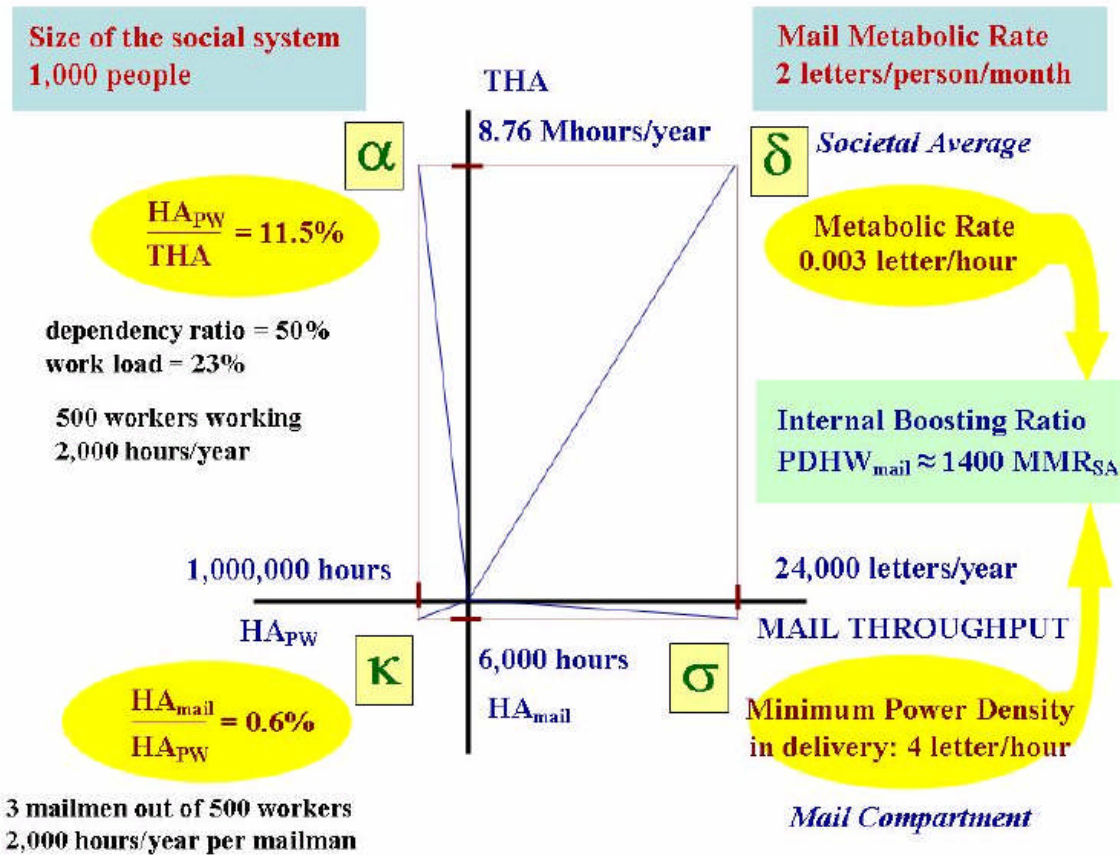 Size of the social system
1,000 people
Mail Metabolic Rate
2 letters/person/month
THA
8.76 Mhours/year
α
δ
Societal Average
HA_PW
THA
= 11.5%
Metabolic Rate
0.003 letter/hour
dependency ratio = 50%
work load = 23%
500 workers working
2,000 hours/year
Internal Boosting Ratio
PDHW_mail ≈ 1400 MMR_SA
1,000,000 hours
24,000 letters/year
HA_PW
MAIL THROUGHPUT
κ
6,000 hours
σ
HA_mail
HA_mail
HA_PW
= 0.6%
Minimum Power Density
in delivery: 4 letter/hour
3 mailmen out of 500 workers
2,000 hours/year per mailman
Mail Compartment